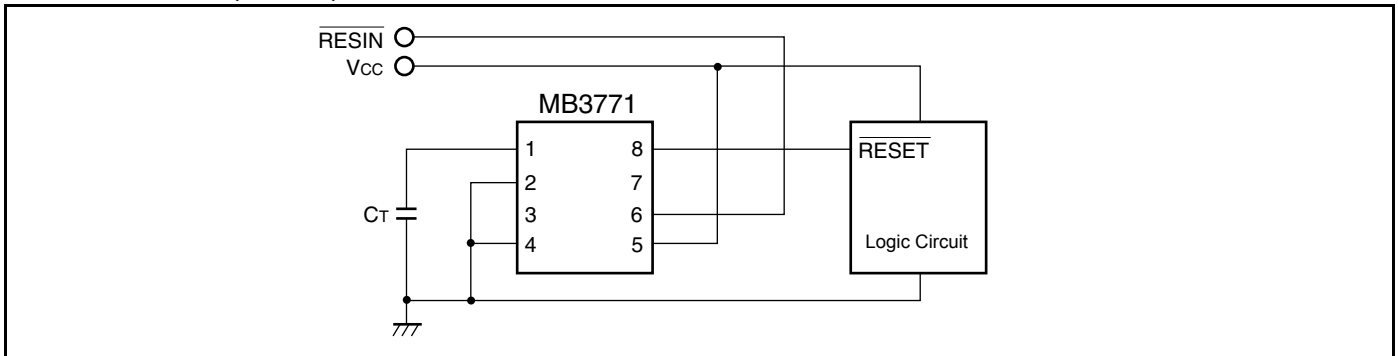 RESIN
VCC
MB3771
1 8
2 7
3 6
4 5
CT
RESET
Logic Circuit